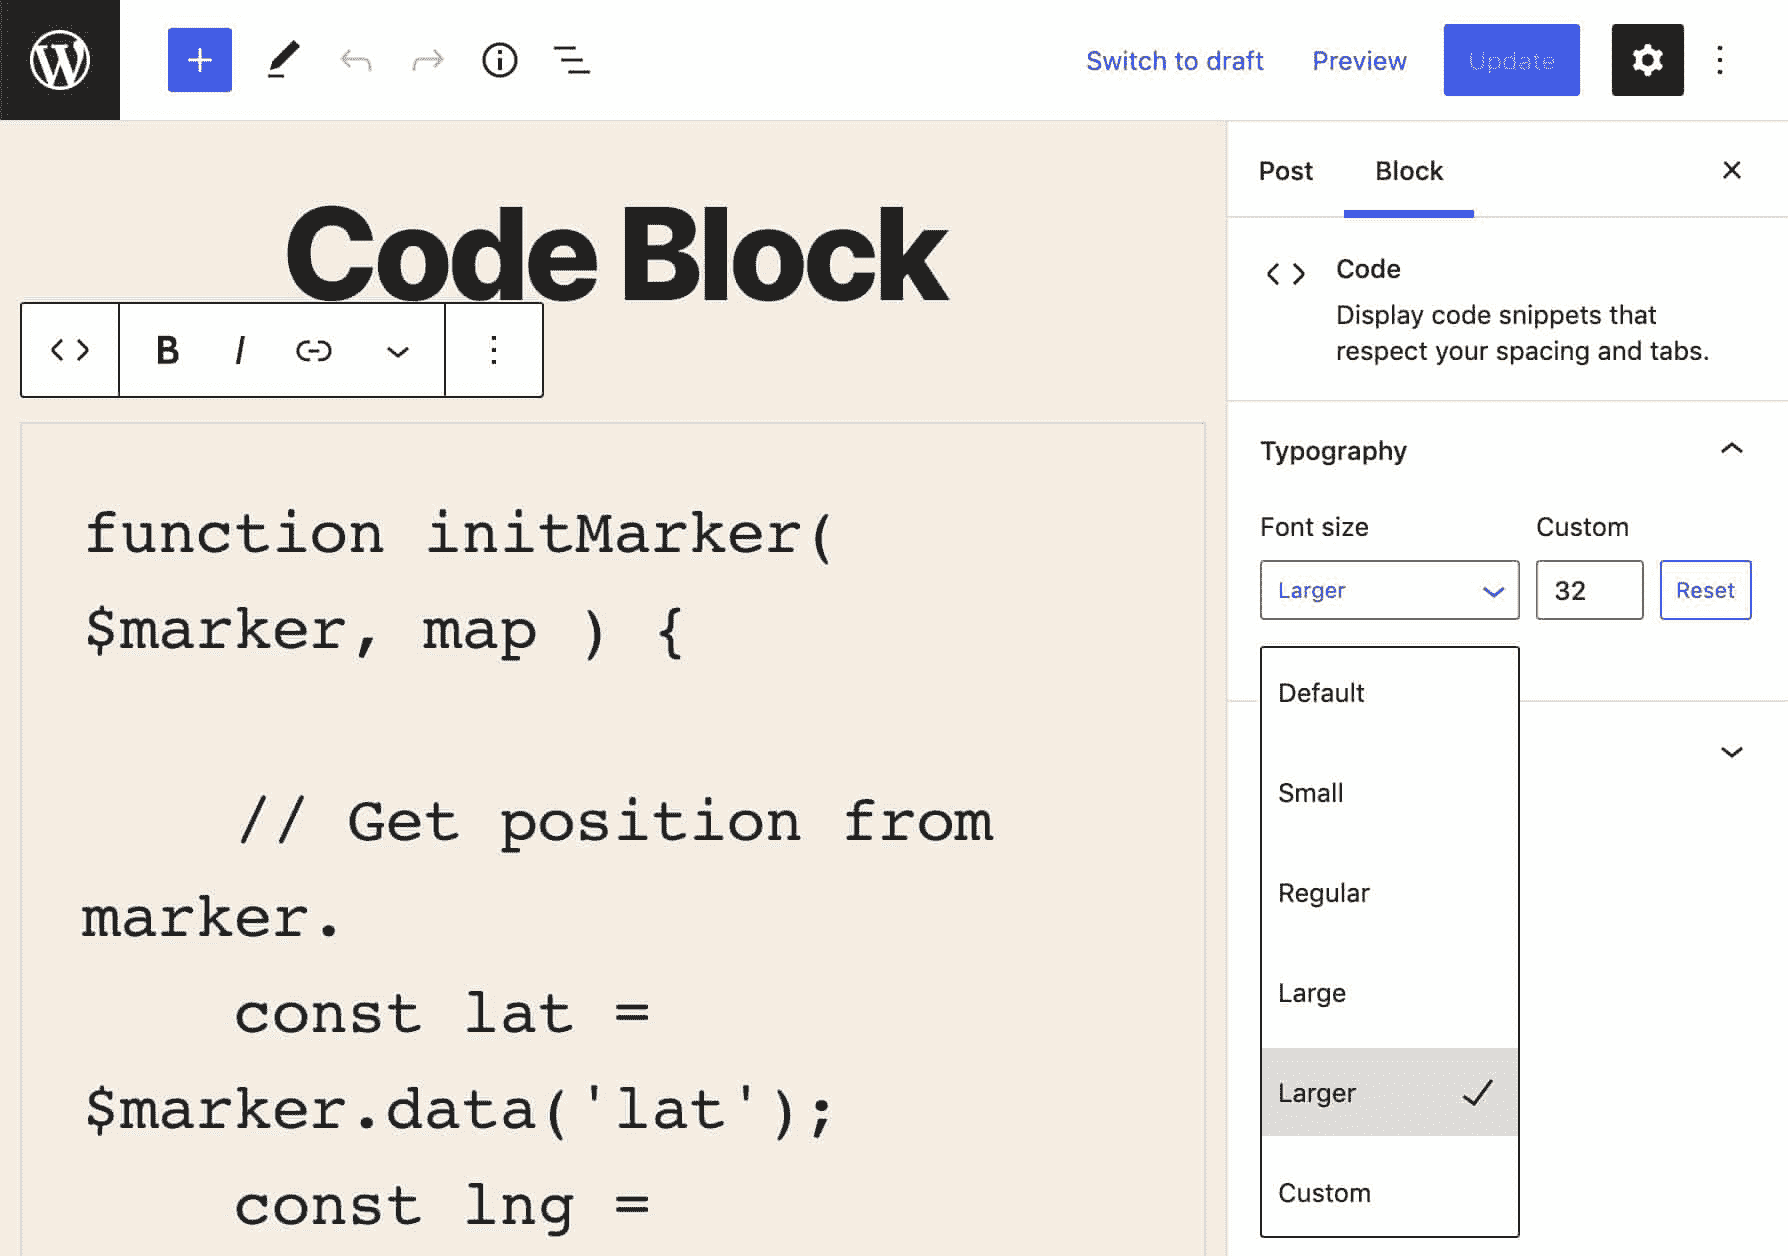 Switch to draft
Preview
Update
Code Block
B I
function initMarker(
$marker, map ) {
// Get position from
marker.
const lat =
$marker.data('lat');
const lng =
Post
Block
Code
Display code snippets that
respect your spacing and tabs.
Typography
Font size
Custom
Larger
32
Reset
Default
Small
Regular
Large
Larger
Custom